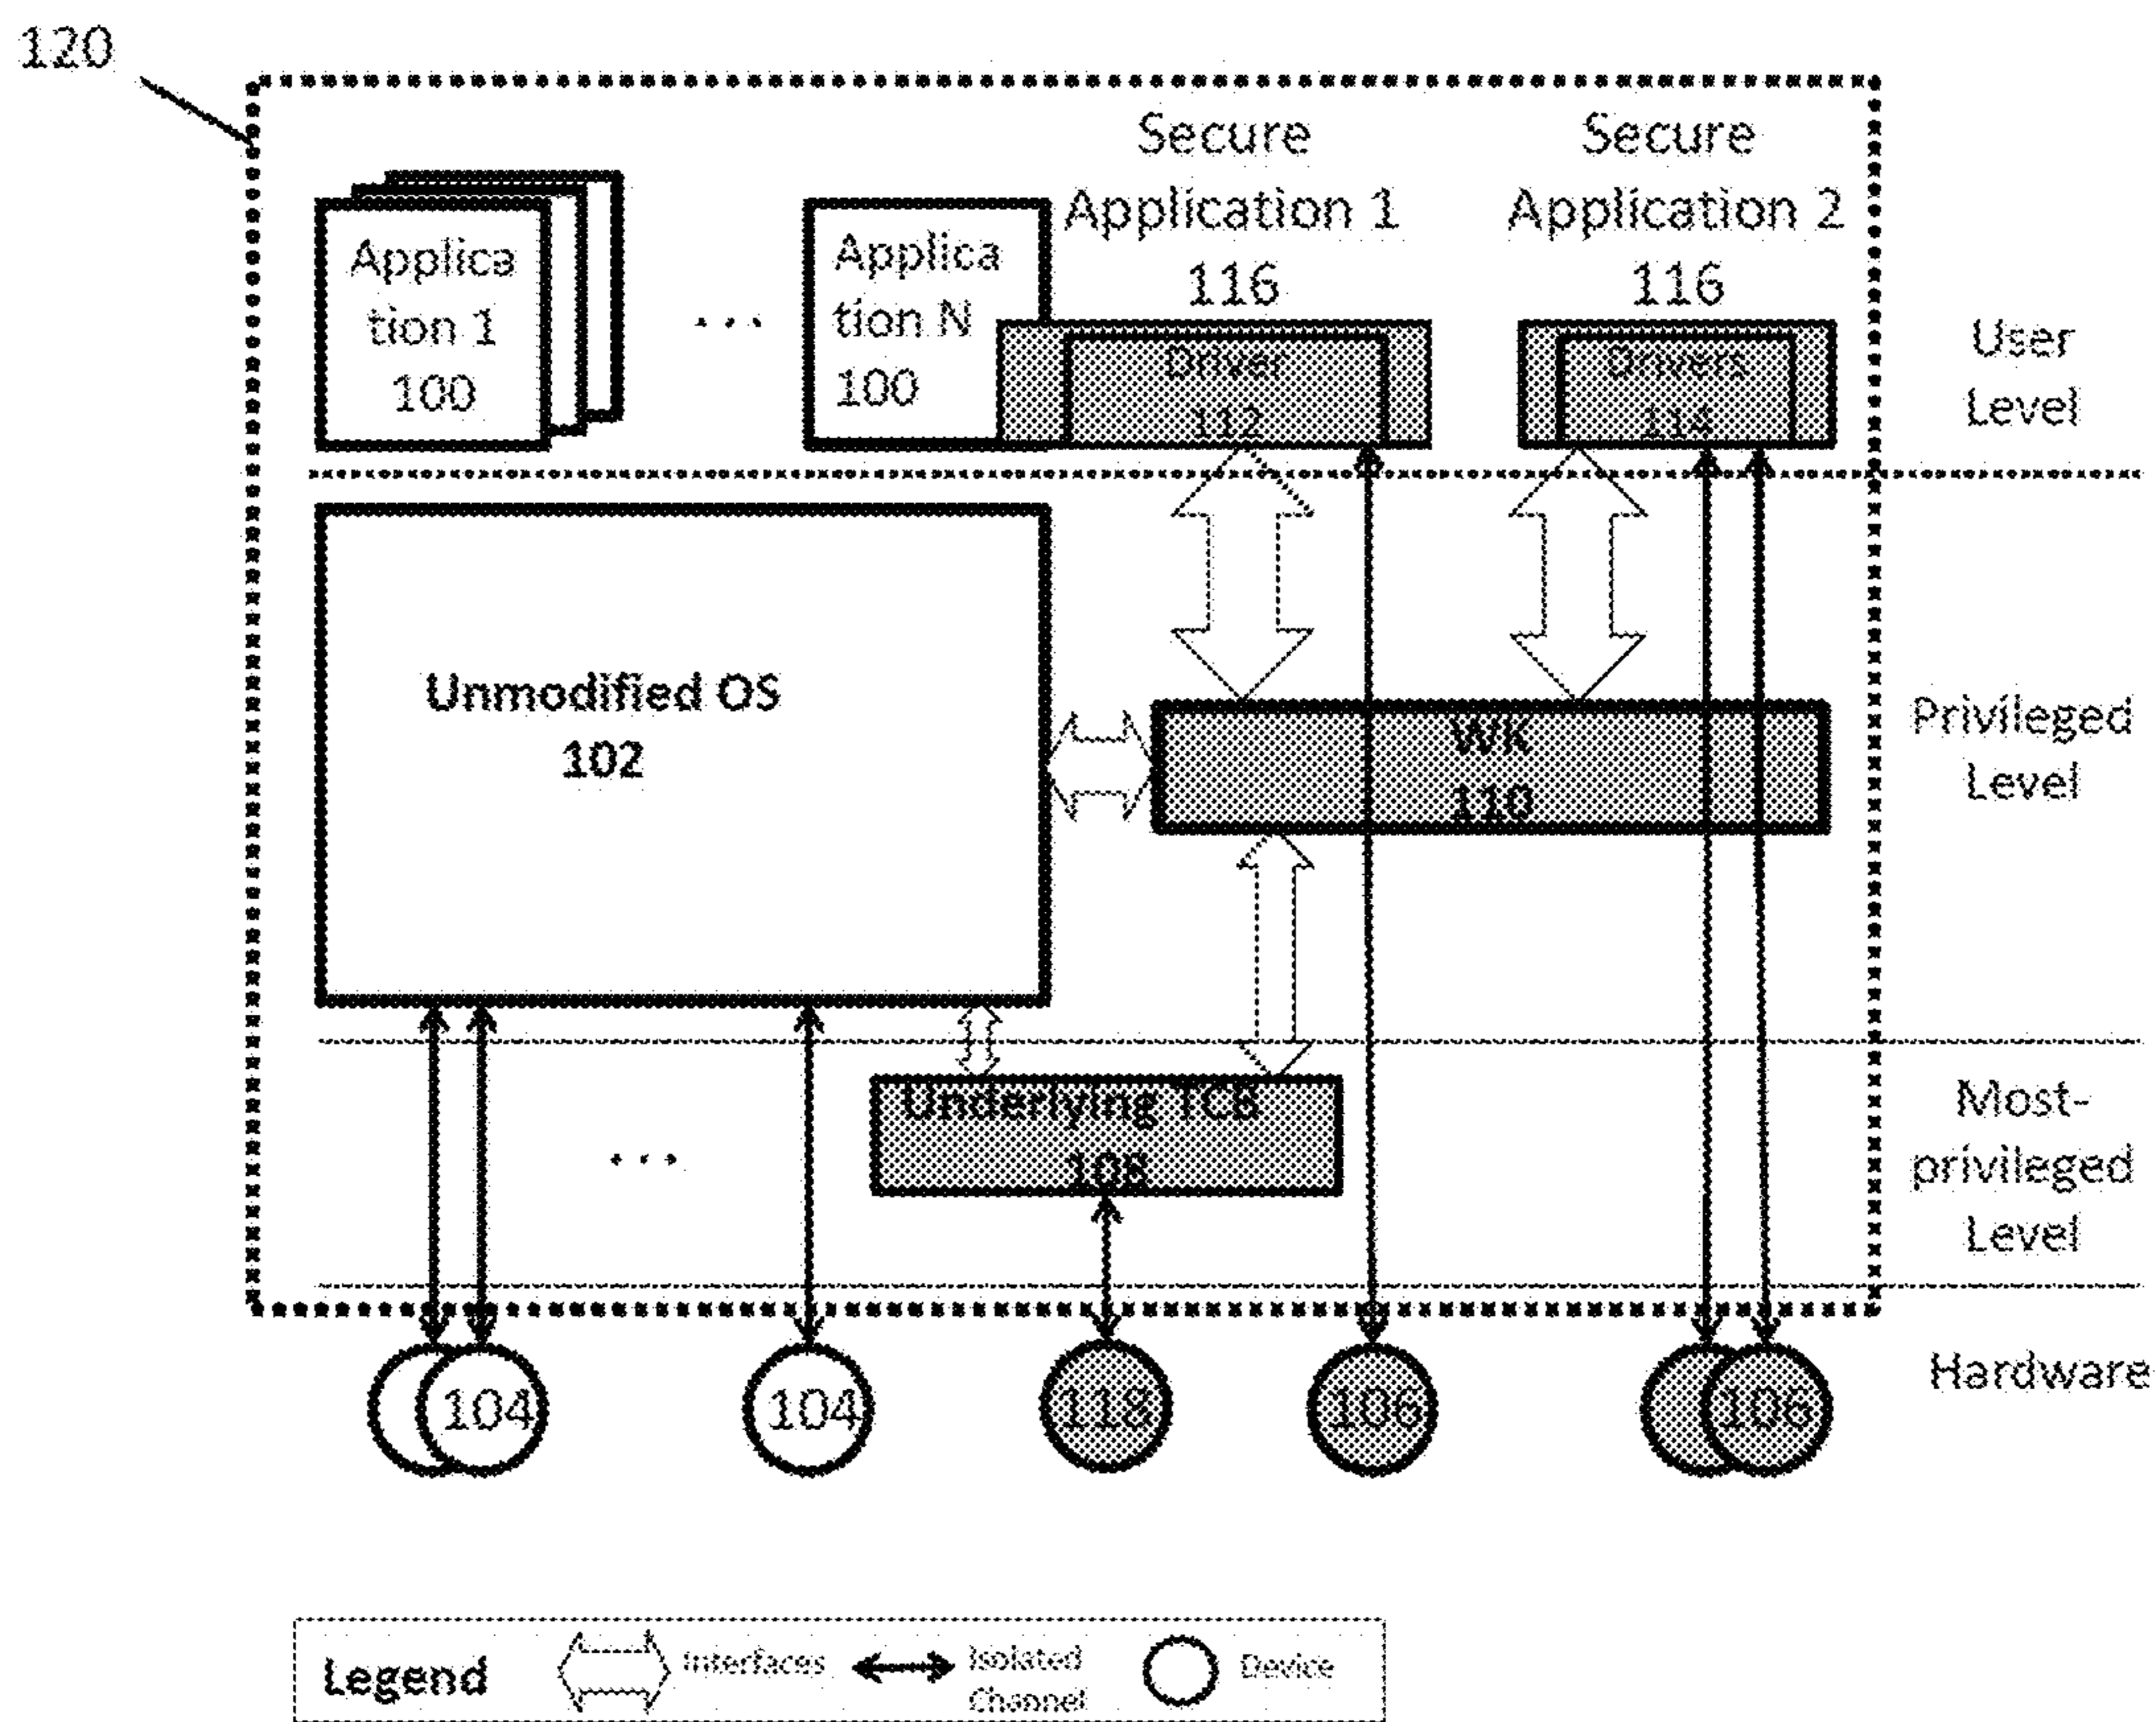 120
Secure
Application 1
116
Secure
Application 2
116
Applica
tion 1
100
...
Applica
tion N
100
Driver
112
Drivers
114
User
Level
Unmodified OS
102
WK
110
Privileged
Level
Underlying TCB
108
...
Most-
privileged
Level
104
104
118
106
106
Hardware
Legend
Interfaces
Isolated
Channel
Device